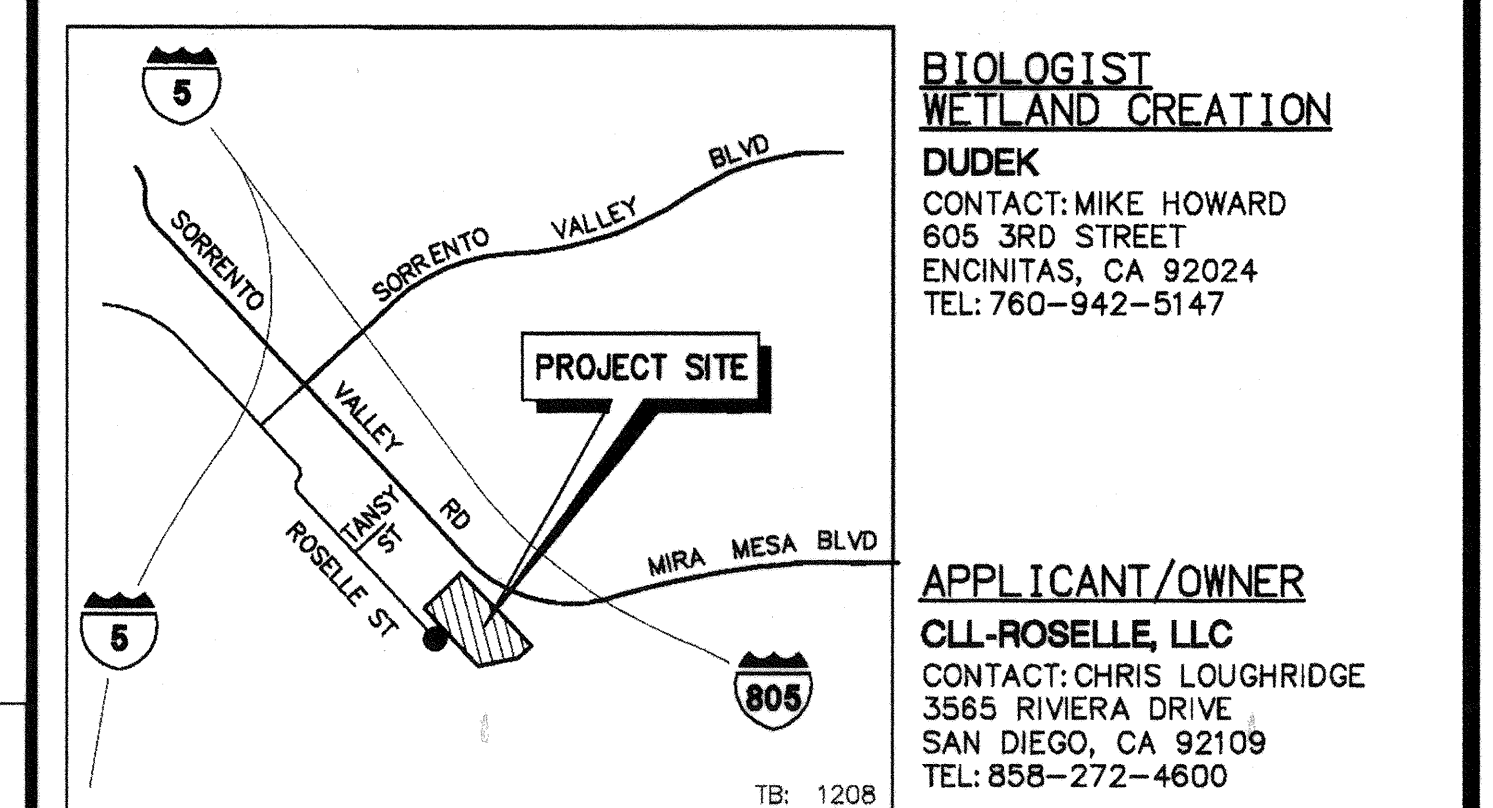 5
SORRENTO VALLEY BLVD
SORRENTO VALLEY RD
PROJECT SITE
TANSY ST
ROSELLE ST
MIRA MESA BLVD
5
805
TB: 1208
BIOLOGIST
WETLAND CREATION
DUDEK
CONTACT: MIKE HOWARD
605 3RD STREET
ENCINITAS, CA 92024
TEL: 760-942-5147
APPLICANT/OWNER
CLL-ROSELLE, LLC
CONTACT: CHRIS LOUGHRIDGE
3565 RIVIERA DRIVE
SAN DIEGO, CA 92109
TEL: 858-272-4600